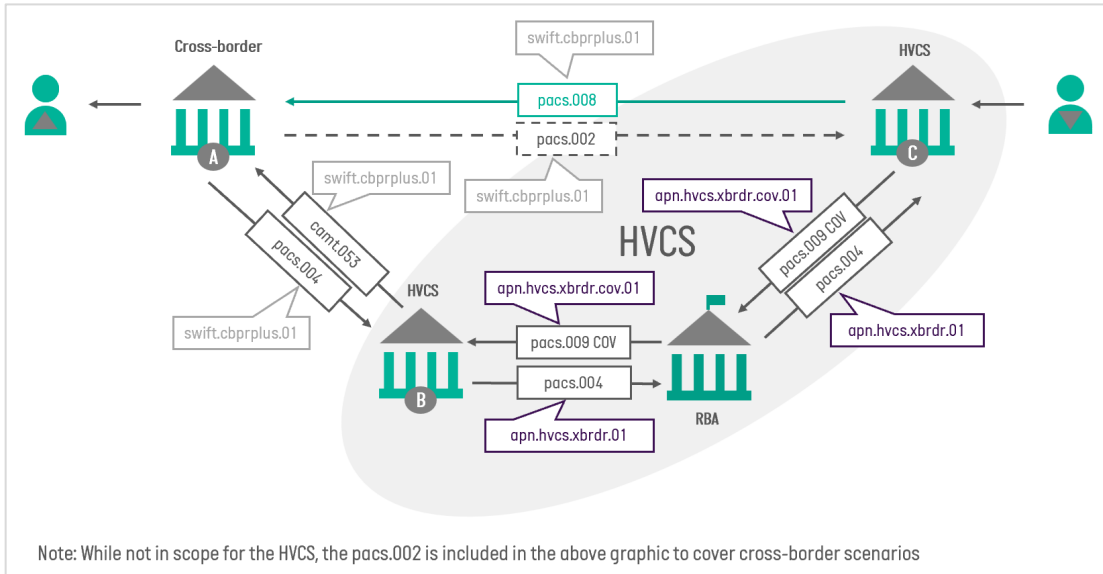 swift.cbprplus.01
Cross-border
HVCS
pacs.008
pacs.002
A
C
swift.cbprplus.01
swift.cbprplus.01
apn.hvcs.xbrdr.cov.01
camt.053
pacs.004
HVCS
pacs.009 COV
pacs.004
swift.cbprplus.01
HVCS
apn.hvcs.xbrdr.cov.01
apn.hvcs.xbrdr.01
pacs.009 COV
pacs.004
B
RBA
apn.hvcs.xbrdr.01
Note: While not in scope for the HVCS, the pacs.002 is included in the above graphic to cover cross-border scenarios